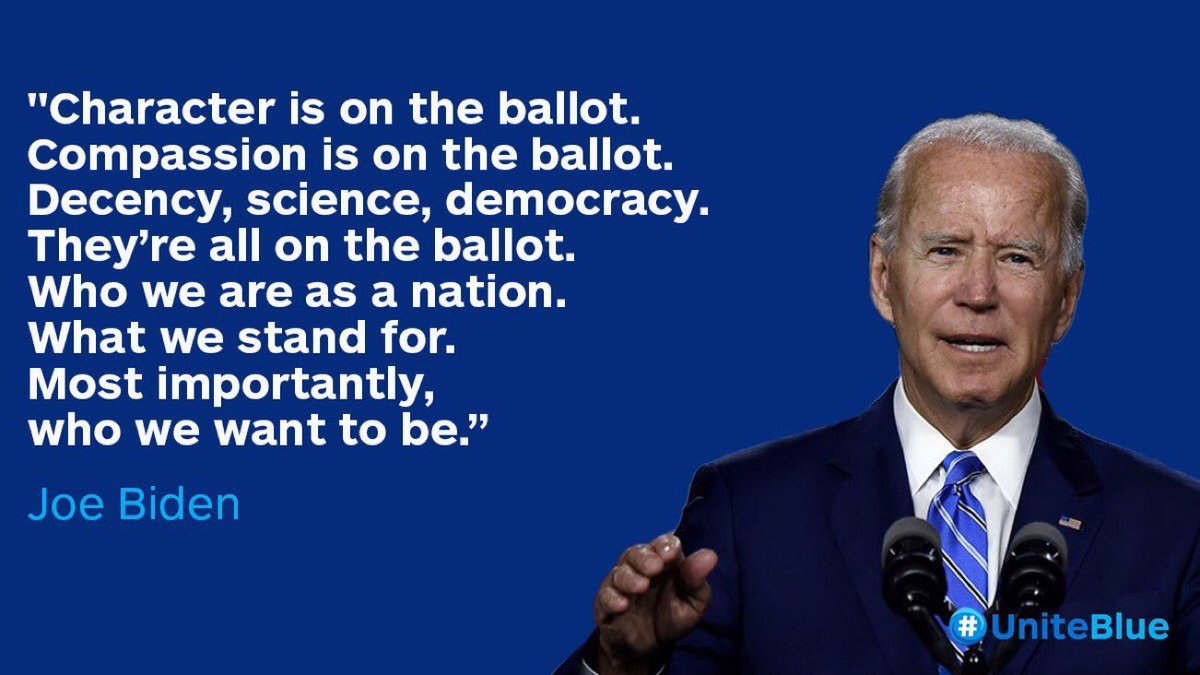 "Character is on the ballot.
Compassion is on the ballot.
Decency, science, democracy.
They’re all on the ballot.
Who we are as a nation.
What we stand for.
Most importantly,
who we want to be.”
Joe Biden
# UniteBlue